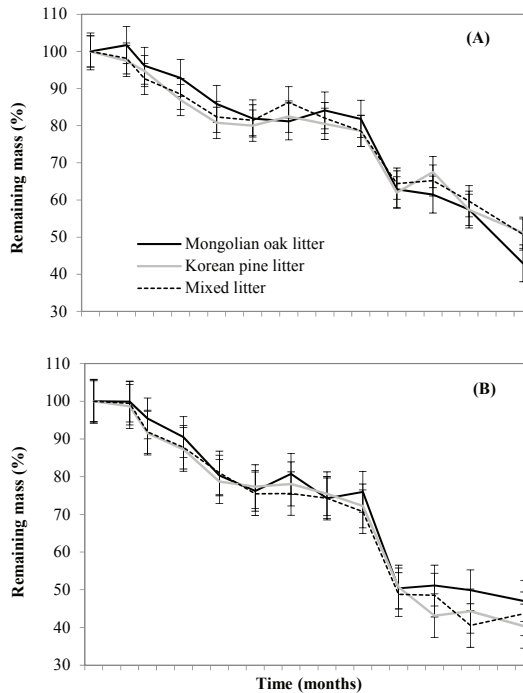 (A)
Remaining mass (%)
110
100
90
80
70
60
50
40
30
Mongolian oak litter
Korean pine litter
Mixed litter
(B)
Remaining mass (%)
110
100
90
80
70
60
50
40
30
Time (months)